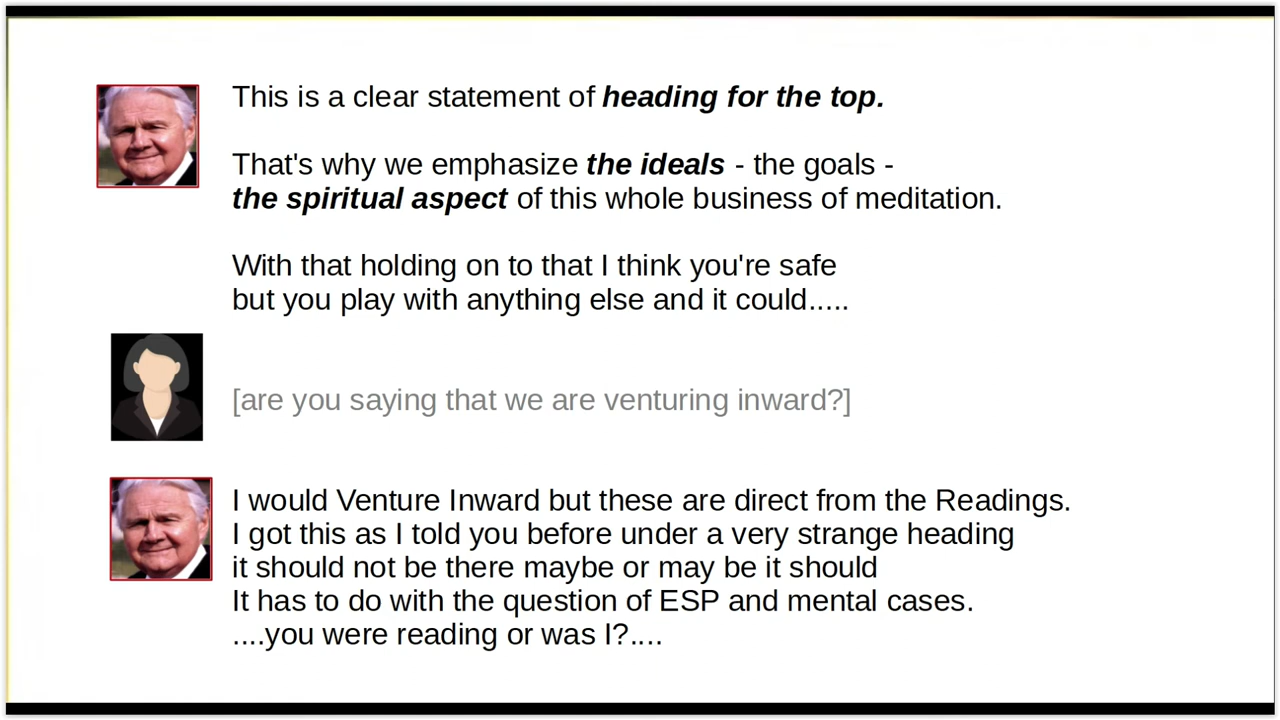 This is a clear statement of heading for the top.
That's why we emphasize the ideals - the goals -
the spiritual aspect of this whole business of meditation.
With that holding on to that I think you're safe
but you play with anything else and it could.....
[are you saying that we are venturing inward?]
I would Venture Inward but these are direct from the Readings.
I got this as I told you before under a very strange heading
it should not be there maybe or may be it should
It has to do with the question of ESP and mental cases.
....you were reading or was I?....